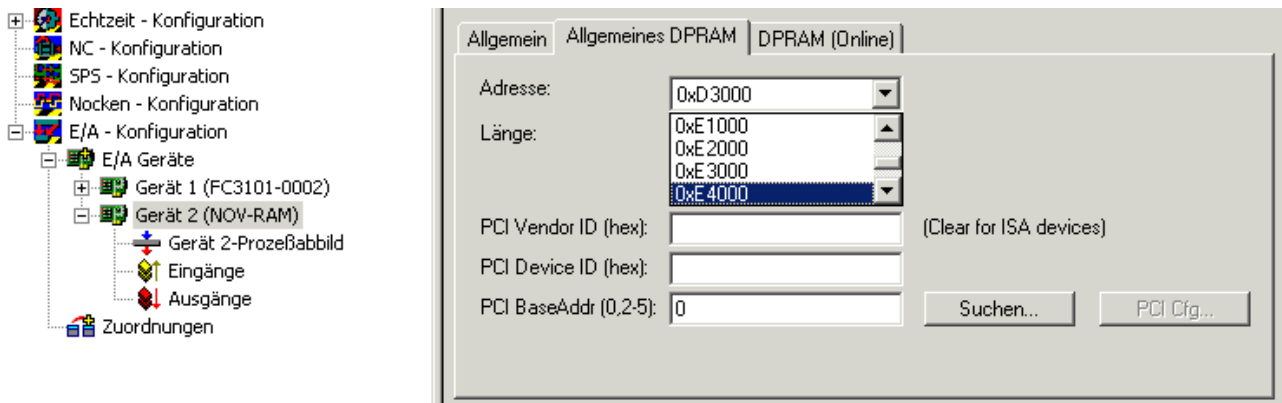 Echtzeit - Konfiguration
NC - Konfiguration
SPS - Konfiguration
Nocken - Konfiguration
E/A - Konfiguration
E/A Geräte
Gerät 1 (FC3101-0002)
Gerät 2 (NOV-RAM)
Gerät 2-Prozeßabbild
Eingänge
Ausgänge
Zuordnungen
Allgemein Allgemeines DPRAM DPRAM (Online)
Adresse: 0xD3000
Länge: 0xE1000
0xE2000
0xE3000
0xE4000
PCI Vendor ID (hex): (Clear for ISA devices)
PCI Device ID (hex):
PCI BaseAddr (0,2-5): 0 Suchen... PCI Cfg...